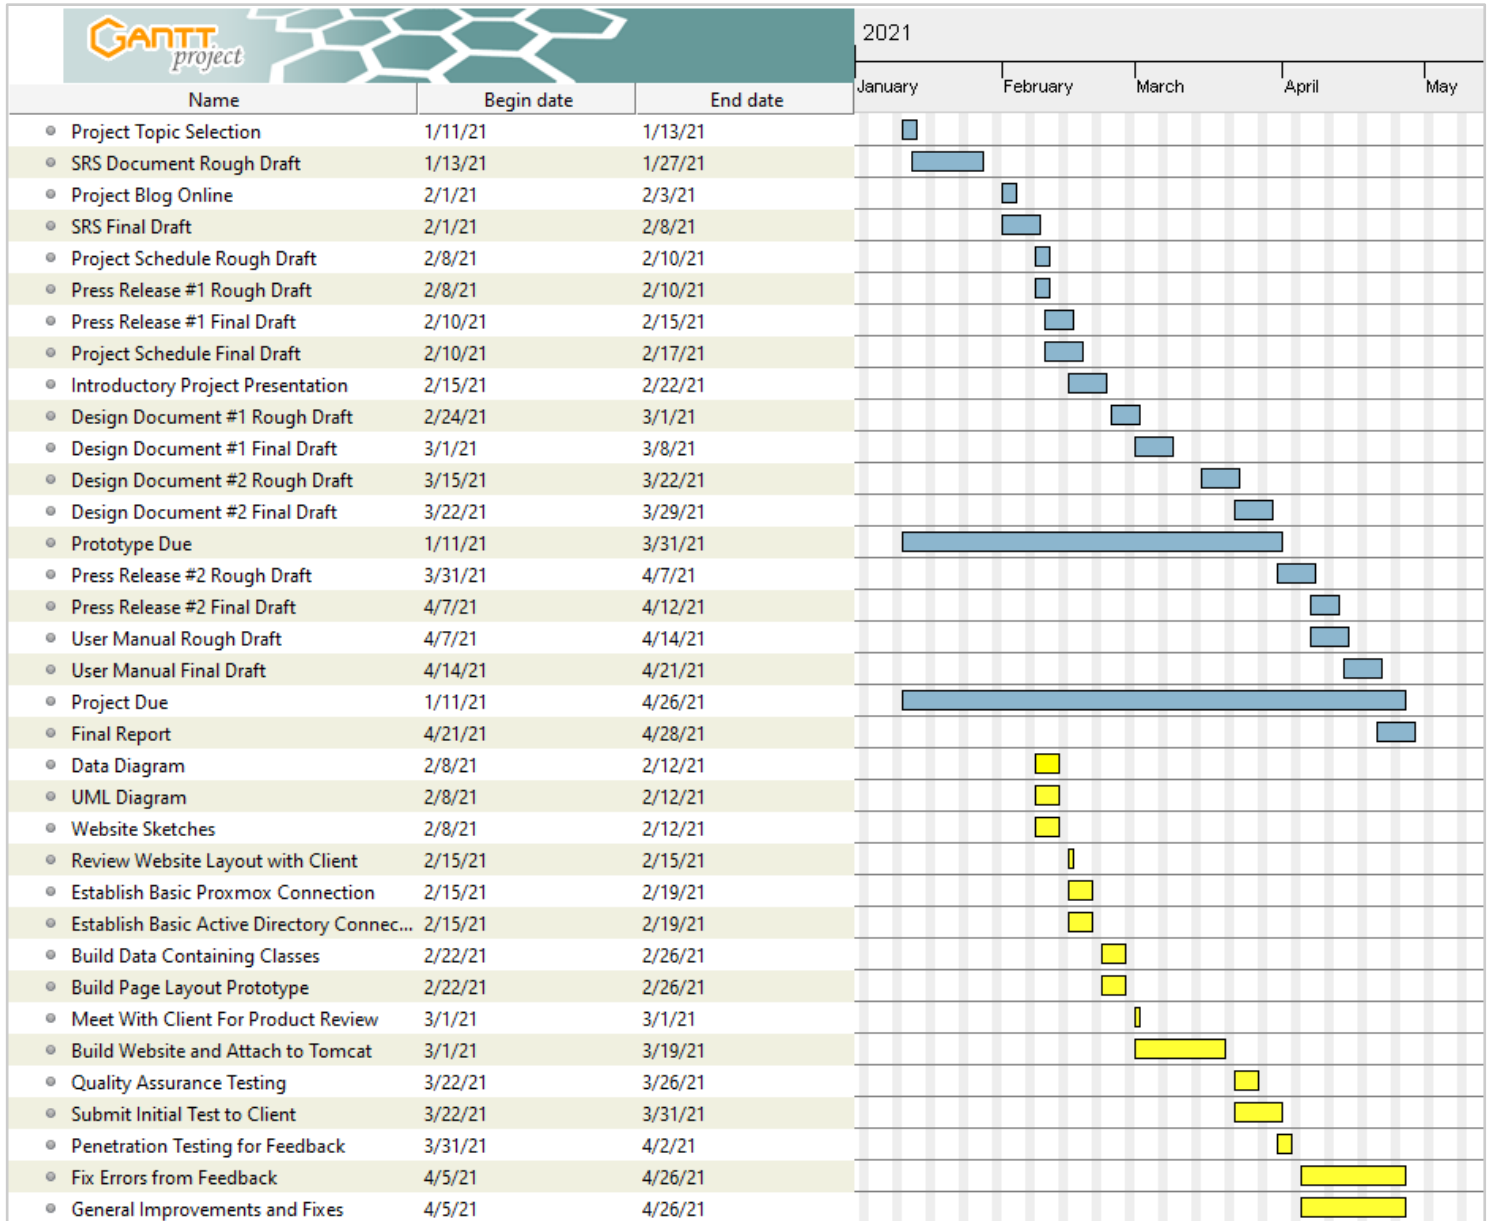 GANTT
project
2021
January February March April May
Name Begin date End date
Project Topic Selection 1/11/21 1/13/21
SRS Document Rough Draft 1/13/21 1/27/21
Project Blog Online 2/1/21 2/3/21
SRS Final Draft 2/1/21 2/8/21
Project Schedule Rough Draft 2/8/21 2/10/21
Press Release #1 Rough Draft 2/8/21 2/10/21
Press Release #1 Final Draft 2/10/21 2/15/21
Project Schedule Final Draft 2/10/21 2/17/21
Introductory Project Presentation 2/15/21 2/22/21
Design Document #1 Rough Draft 2/24/21 3/1/21
Design Document #1 Final Draft 3/1/21 3/8/21
Design Document #2 Rough Draft 3/15/21 3/22/21
Design Document #2 Final Draft 3/22/21 3/29/21
Prototype Due 1/11/21 3/31/21
Press Release #2 Rough Draft 3/31/21 4/7/21
Press Release #2 Final Draft 4/7/21 4/12/21
User Manual Rough Draft 4/7/21 4/14/21
User Manual Final Draft 4/14/21 4/21/21
Project Due 1/11/21 4/26/21
Final Report 4/21/21 4/28/21
Data Diagram 2/8/21 2/12/21
UML Diagram 2/8/21 2/12/21
Website Sketches 2/8/21 2/12/21
Review Website Layout with Client 2/15/21 2/15/21
Establish Basic Proxmox Connection 2/15/21 2/19/21
Establish Basic Active Directory Connec... 2/15/21 2/19/21
Build Data Containing Classes 2/22/21 2/26/21
Build Page Layout Prototype 2/22/21 2/26/21
Meet With Client For Product Review 3/1/21 3/1/21
Build Website and Attach to Tomcat 3/1/21 3/19/21
Quality Assurance Testing 3/22/21 3/26/21
Submit Initial Test to Client 3/22/21 3/31/21
Penetration Testing for Feedback 3/31/21 4/2/21
Fix Errors from Feedback 4/5/21 4/26/21
General Improvements and Fixes 4/5/21 4/26/21